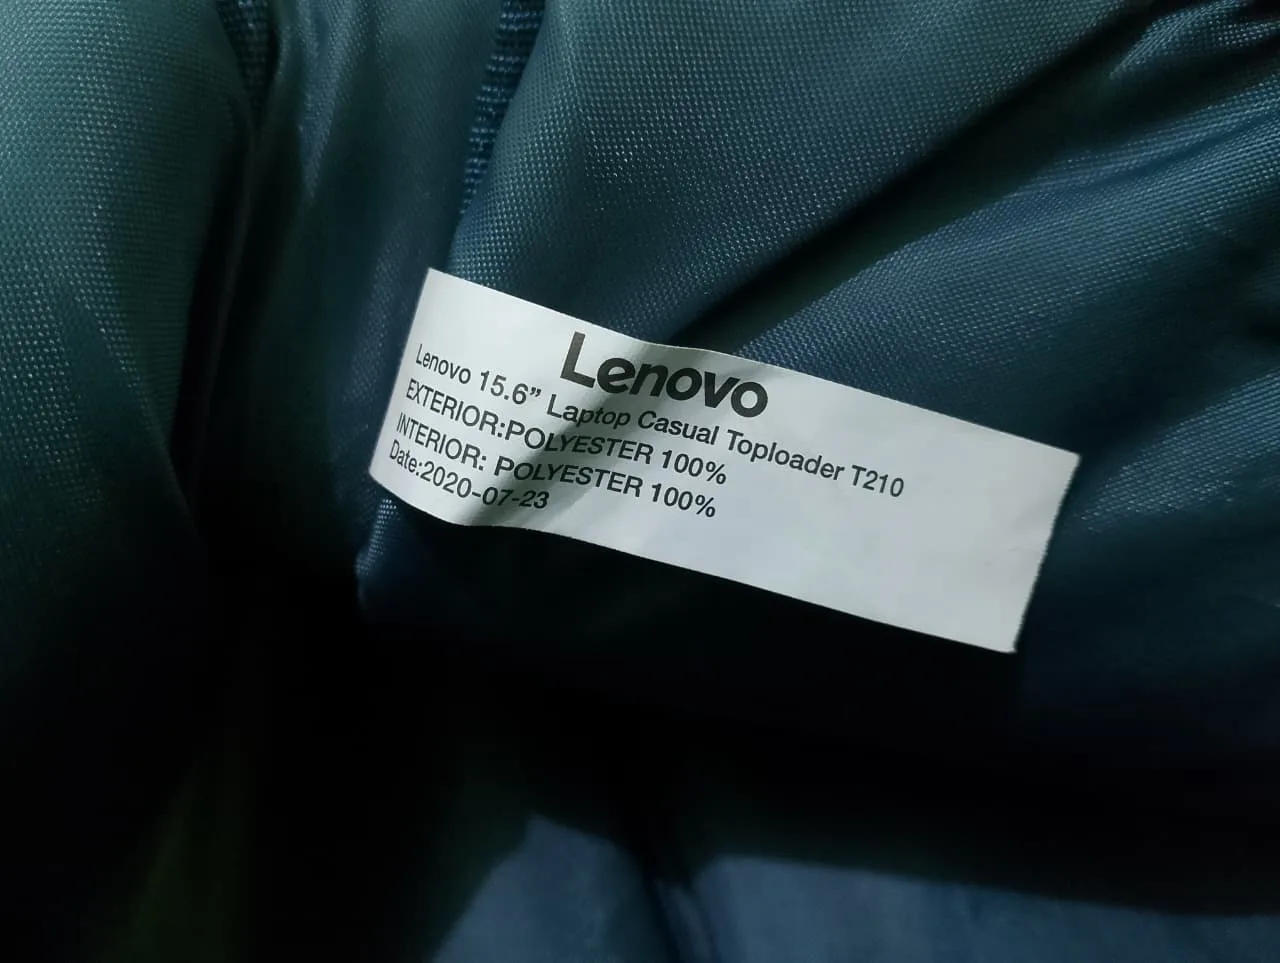 Lenovo
Lenovo 15.6” Laptop Casual Toploader T210
EXTERIOR:POLYESTER 100%
INTERIOR: POLYESTER 100%
Date:2020-07-23